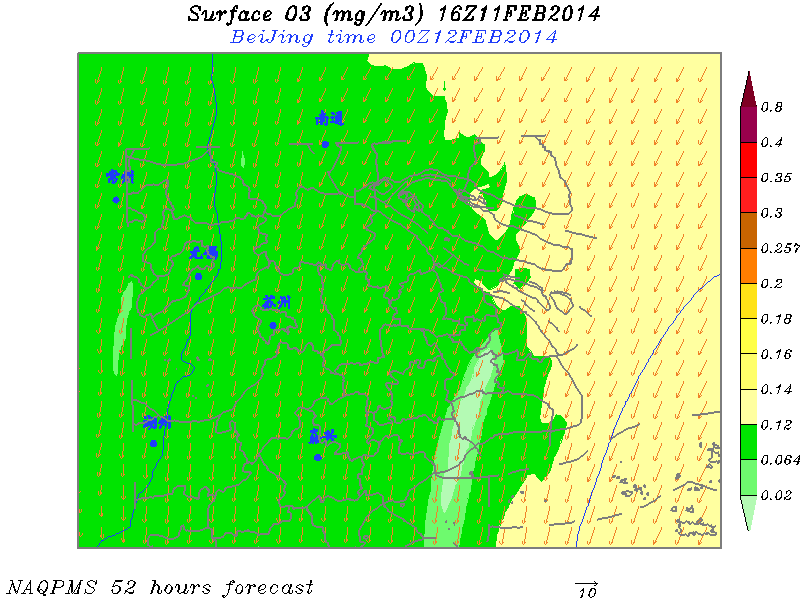 Surface O3 (mg/m3) 16Z11FEB2014
BeiJing time 00Z12FEB2014
南通
常州
无锡
苏州
湖州
嘉兴
0.8
0.4
0.35
0.3
0.257
0.2
0.18
0.16
0.14
0.12
0.064
0.02
NAQPMS 52 hours forecast
10